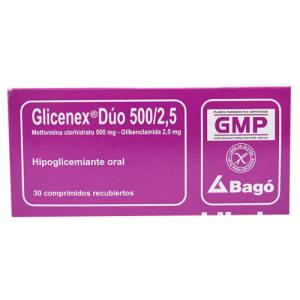 Glicenex® Dúo 500/2,5
Metformina clorhidrato 500 mg - Glibenclamida 2,5 mg
Hipoglicemiante oral
30 comprimidos recubiertos
GMP
Bagó